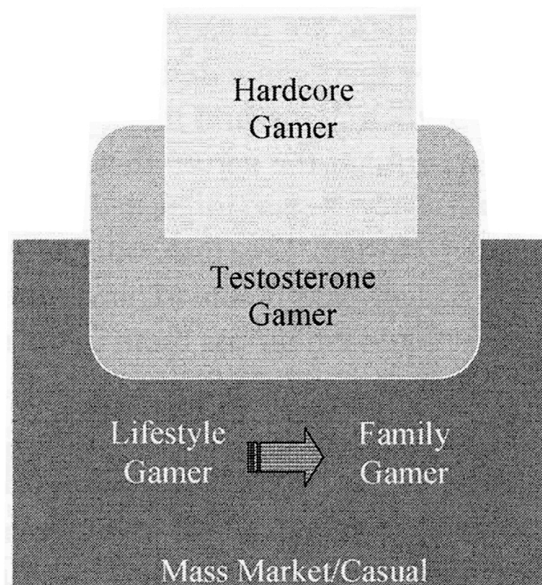 Hardcore
Gamer
Testosterone
Gamer
Lifestyle
Gamer
Family
Gamer
Mass Market/Casual